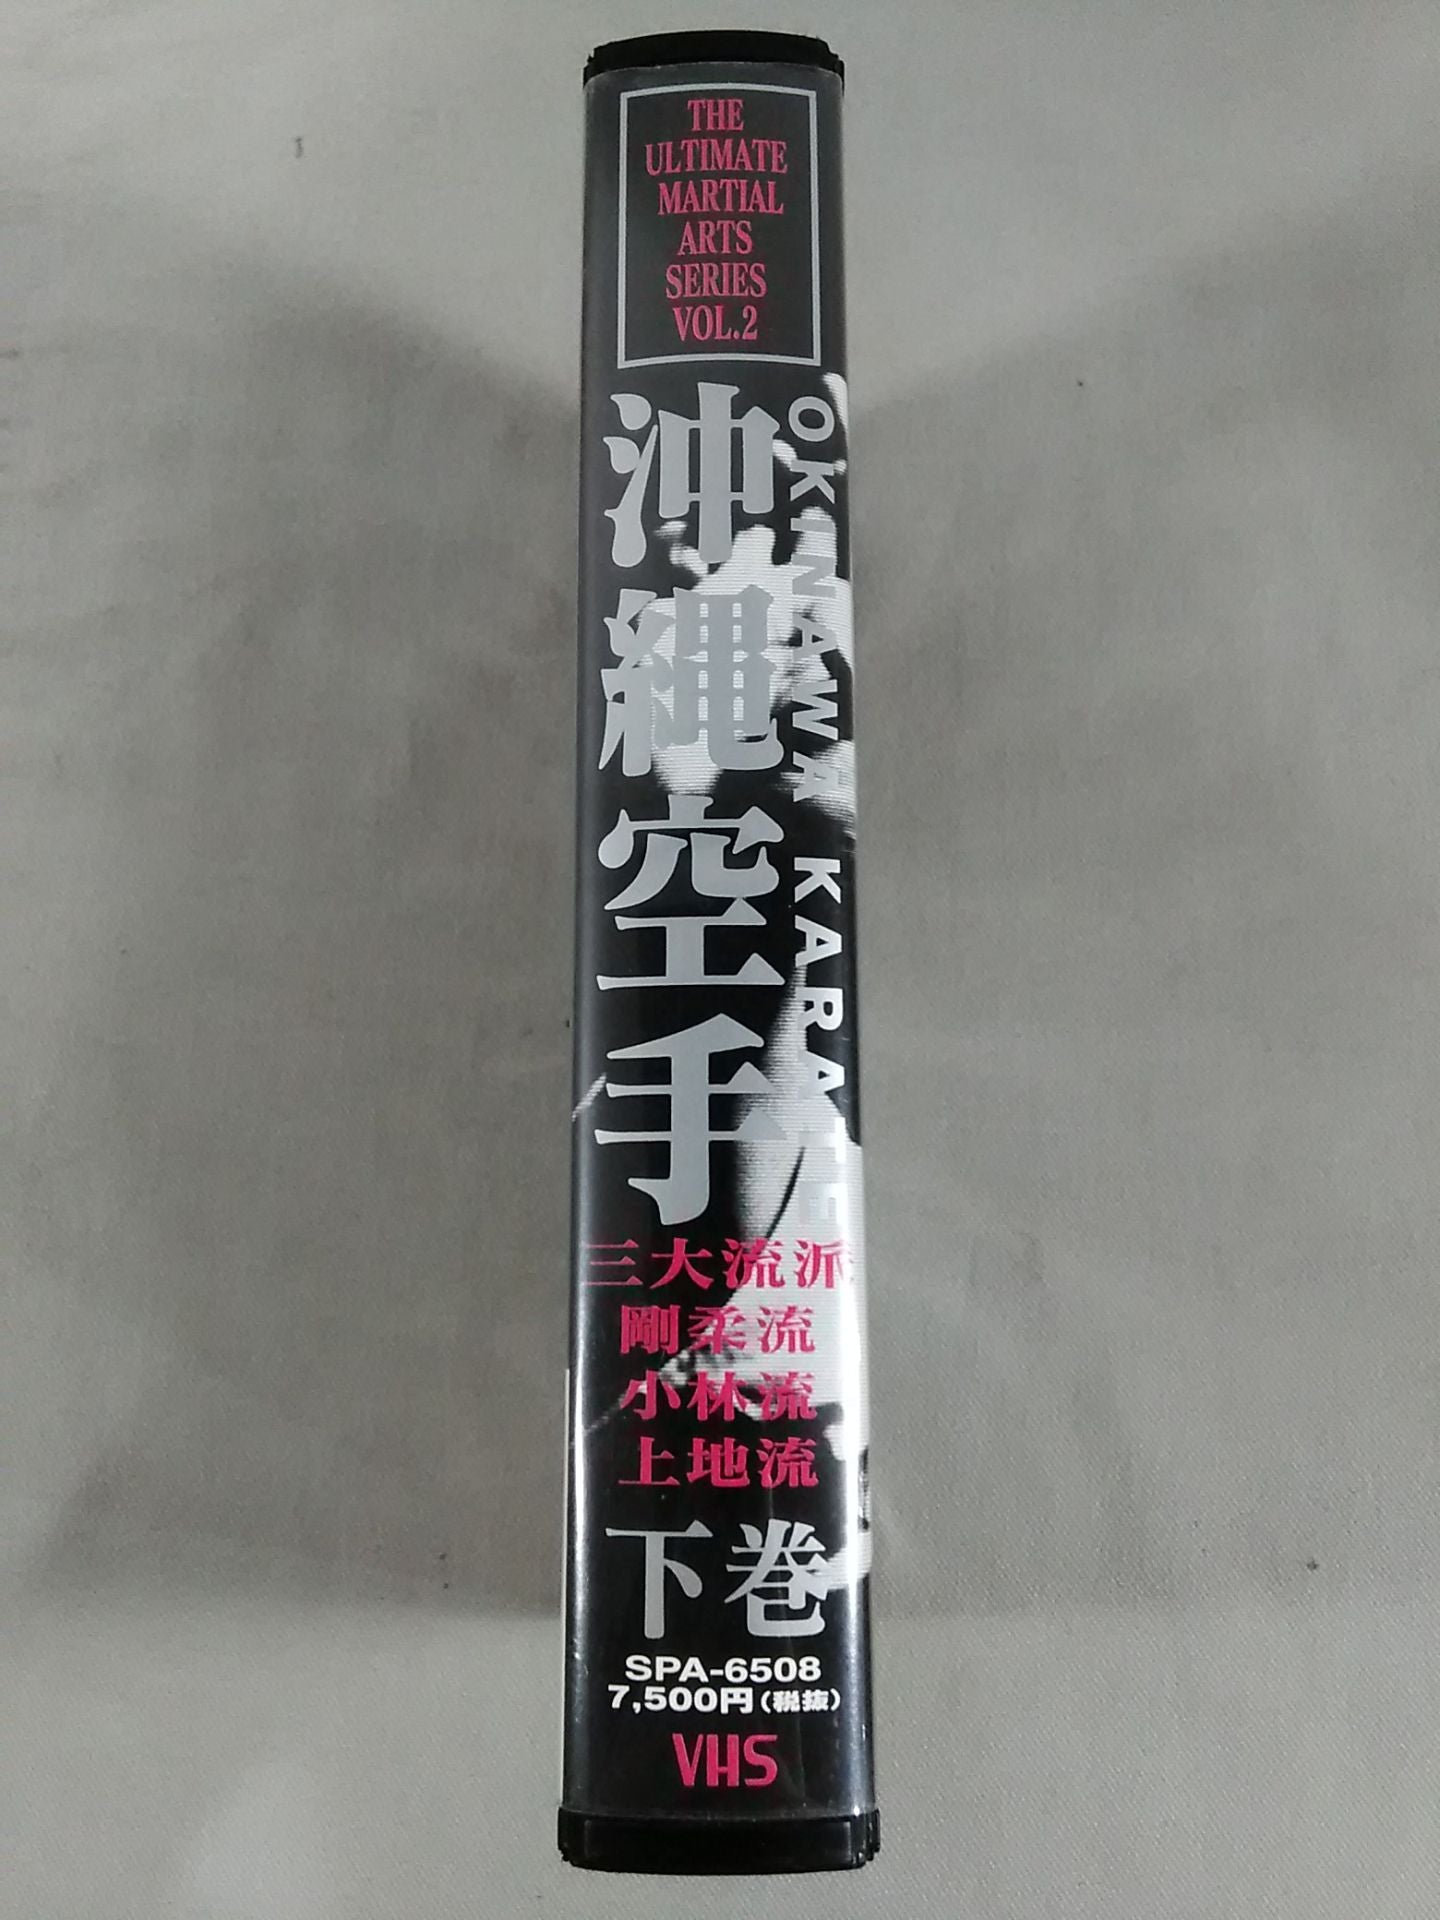 THE
ULTIMATE
MARTIAL
ARTS
SERIES
VOL.2
沖縄空手
OKINAWA KARATE
三大流派
剛柔流
小林流
上地流
下巻
SPA-6508
7,500円(税抜)
VHS